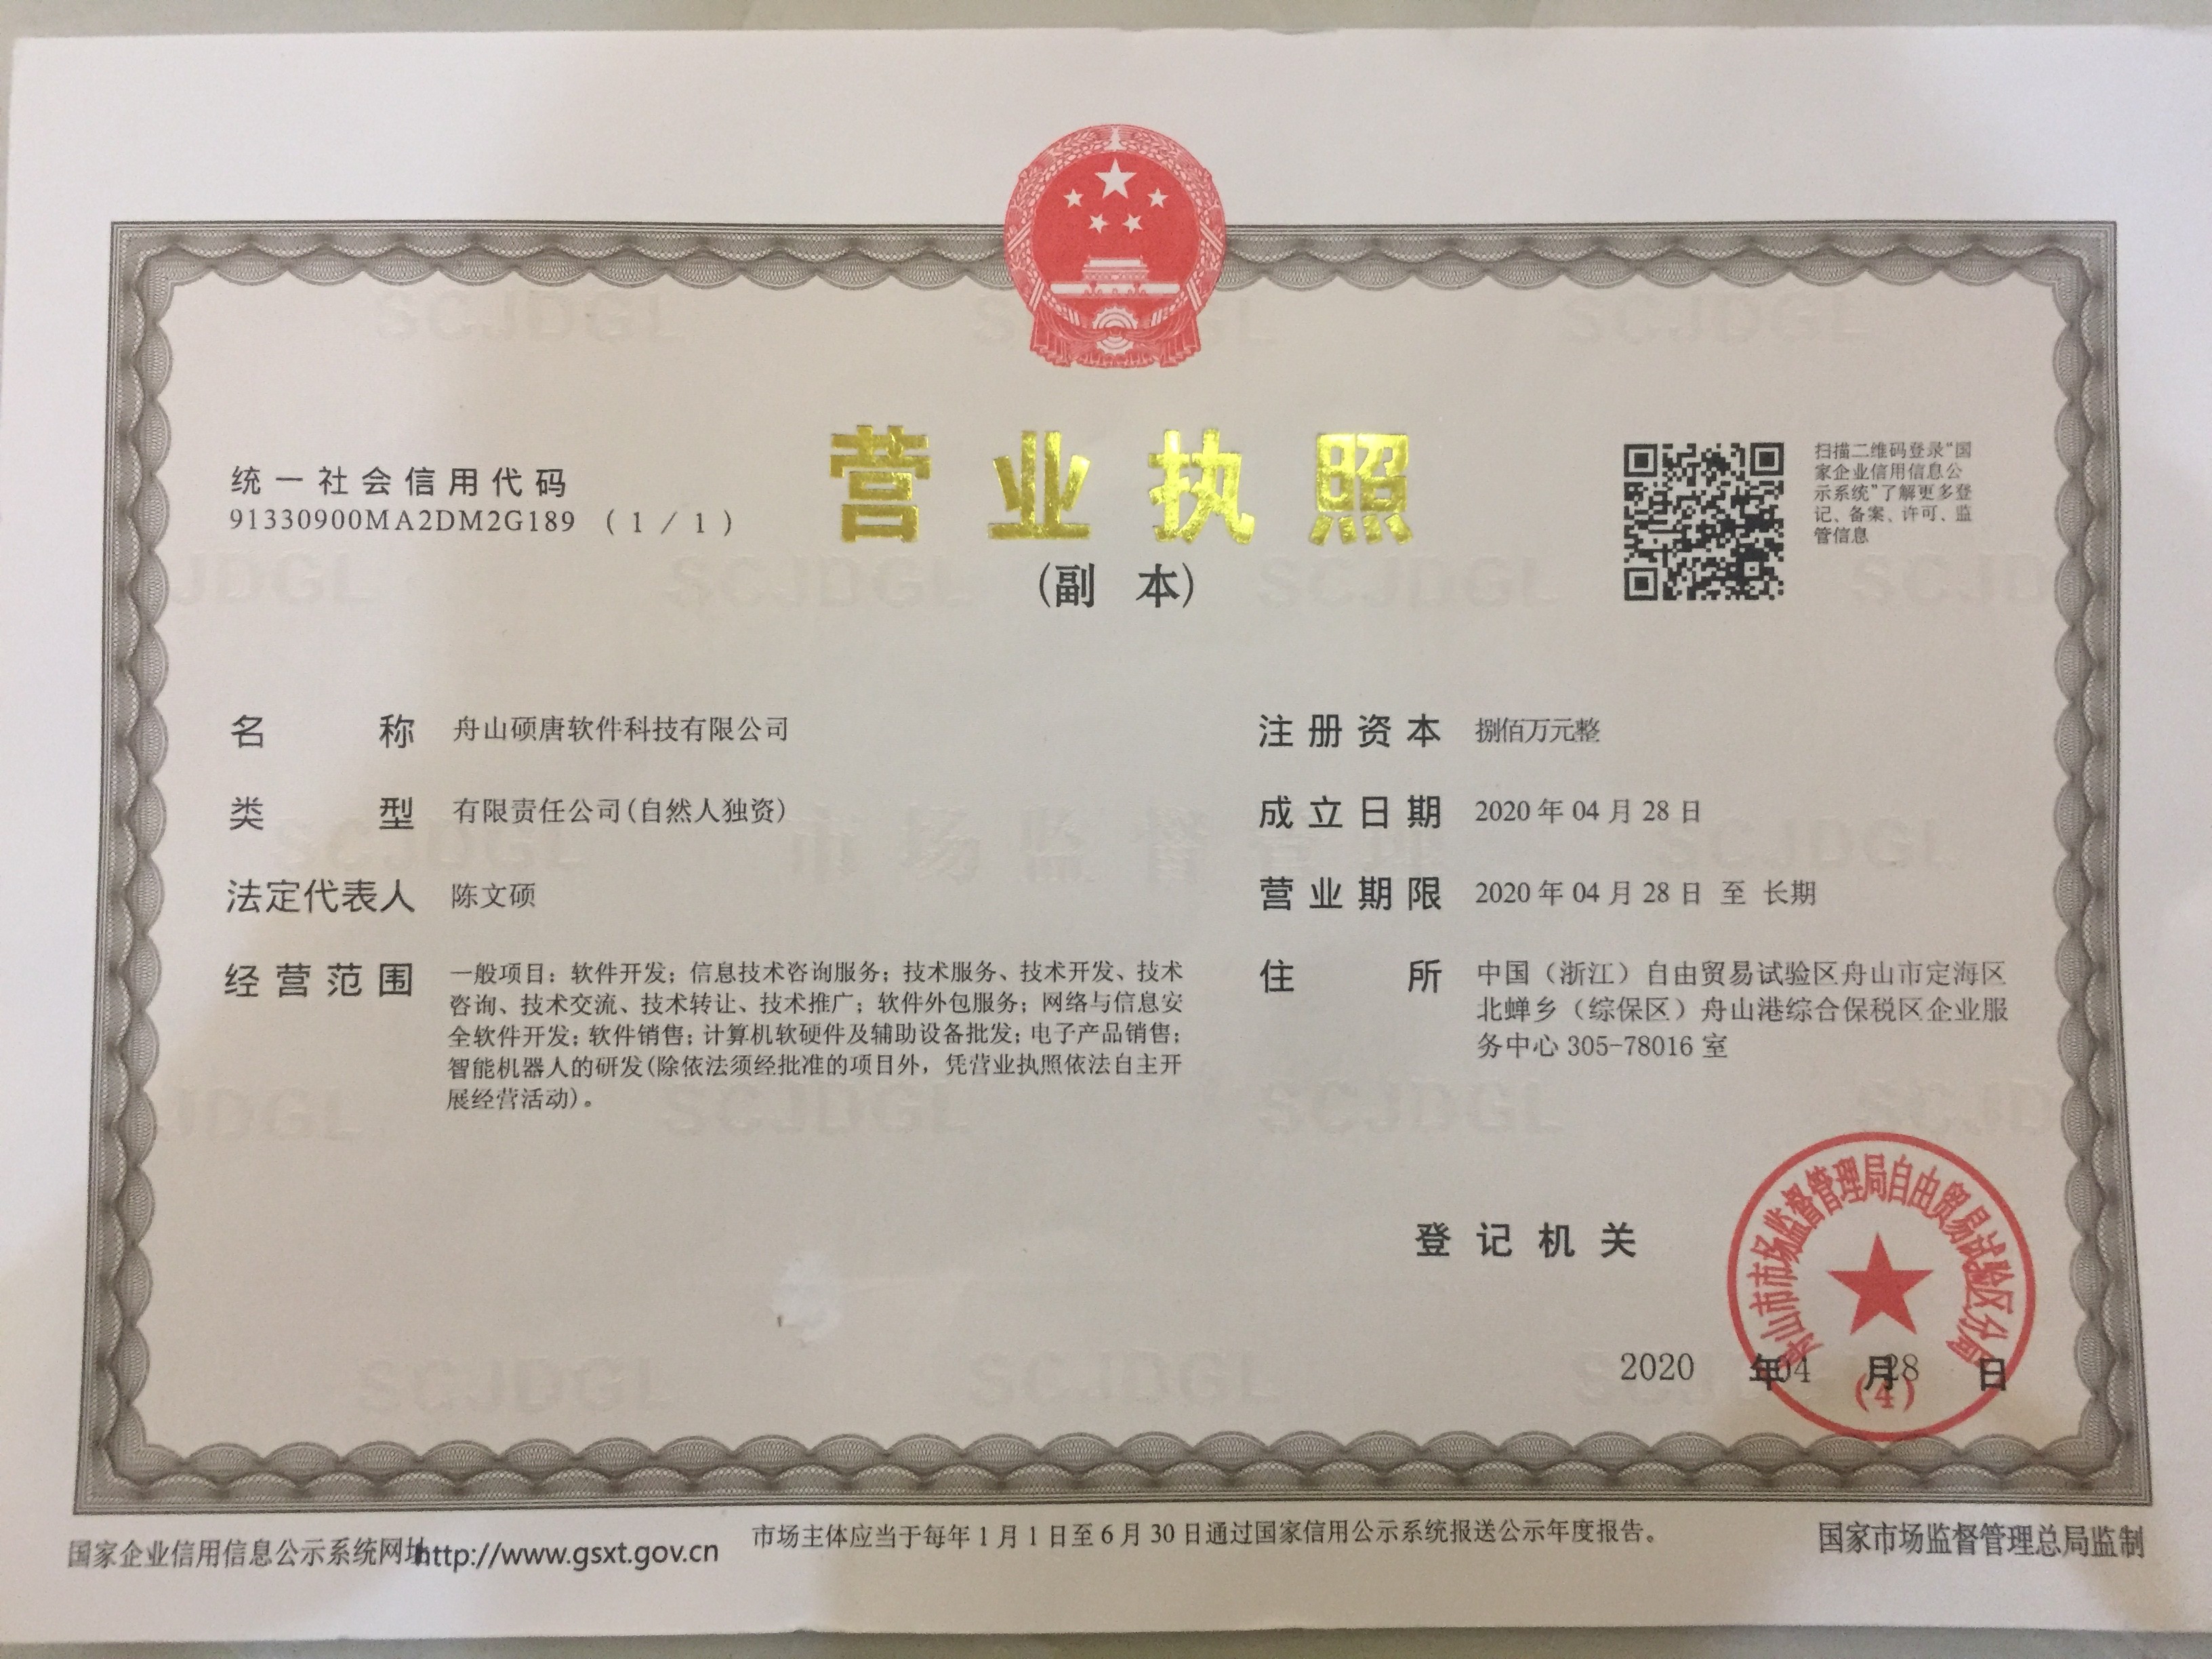 营业执照
(副 本)
统一社会信用代码
91330900MA2DM2G189 (1/1)
扫描二维码登录“国
家企业信用信息公
示系统”了解更多登
记、备案、许可、监
管信息
名 称 舟山硕唐软件科技有限公司
类 型 有限责任公司(自然人独资)
法定代表人 陈文硕
经营范围 一般项目：软件开发；信息技术咨询服务；技术服务、技术开发、技术
咨询、技术交流、技术转让、技术推广；软件外包服务；网络与信息安
全软件开发；软件销售；计算机软硬件及辅助设备批发；电子产品销售；
智能机器人的研发(除依法须经批准的项目外，凭营业执照依法自主开
展经营活动)。
注册资本 捌佰万元整
成立日期 2020年04月28日
营业期限 2020年04月28日 至 长期
住 所 中国（浙江）自由贸易试验区舟山市定海区
北蝉乡（综保区）舟山港综合保税区企业服
务中心305-78016室
市场监督管理
SCJDGL
登记机关
舟山市市场监督管理局自由贸易试验区分局
(4)
2020 年04 月28 日
国家企业信用信息公示系统网址http://www.gsxt.gov.cn
市场主体应当于每年1月1日至6月30日通过国家信用公示系统报送公示年度报告。
国家市场监督管理总局监制